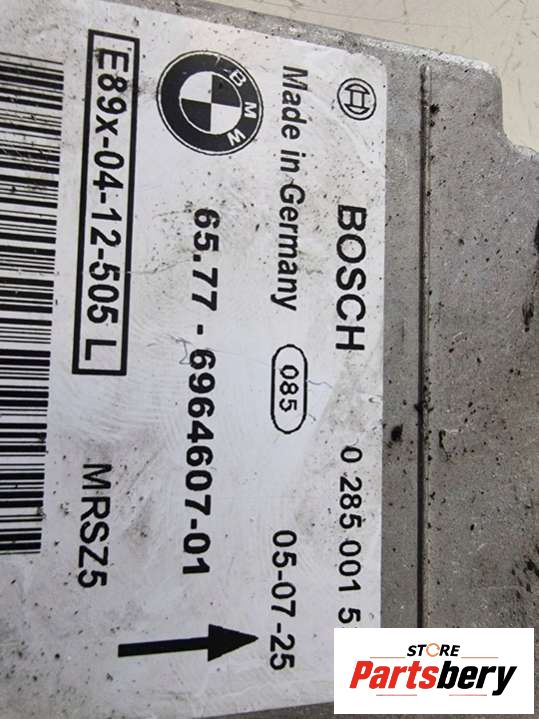 BOSCH 0 285 001 5
Made in Germany 085 05-07-25
BMW
65.77 - 6964607-01
E89x-04-12-505 L MRSZ5
STORE
Partsbery